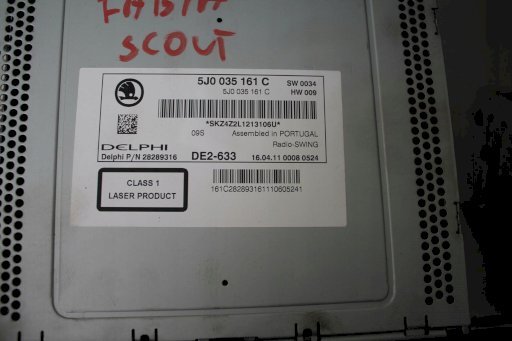 FABIA
SCOUT
5J0 035 161 C SW 0034
5J0 035 161 C HW 009
*SKZ4Z2L1213106U*
09S Assembled in PORTUGAL
DELPHI Radio-SWING
Delphi P/N 28289316 DE2-633 16.04.11 0008 0524
CLASS 1
LASER PRODUCT
161C282893161110605241